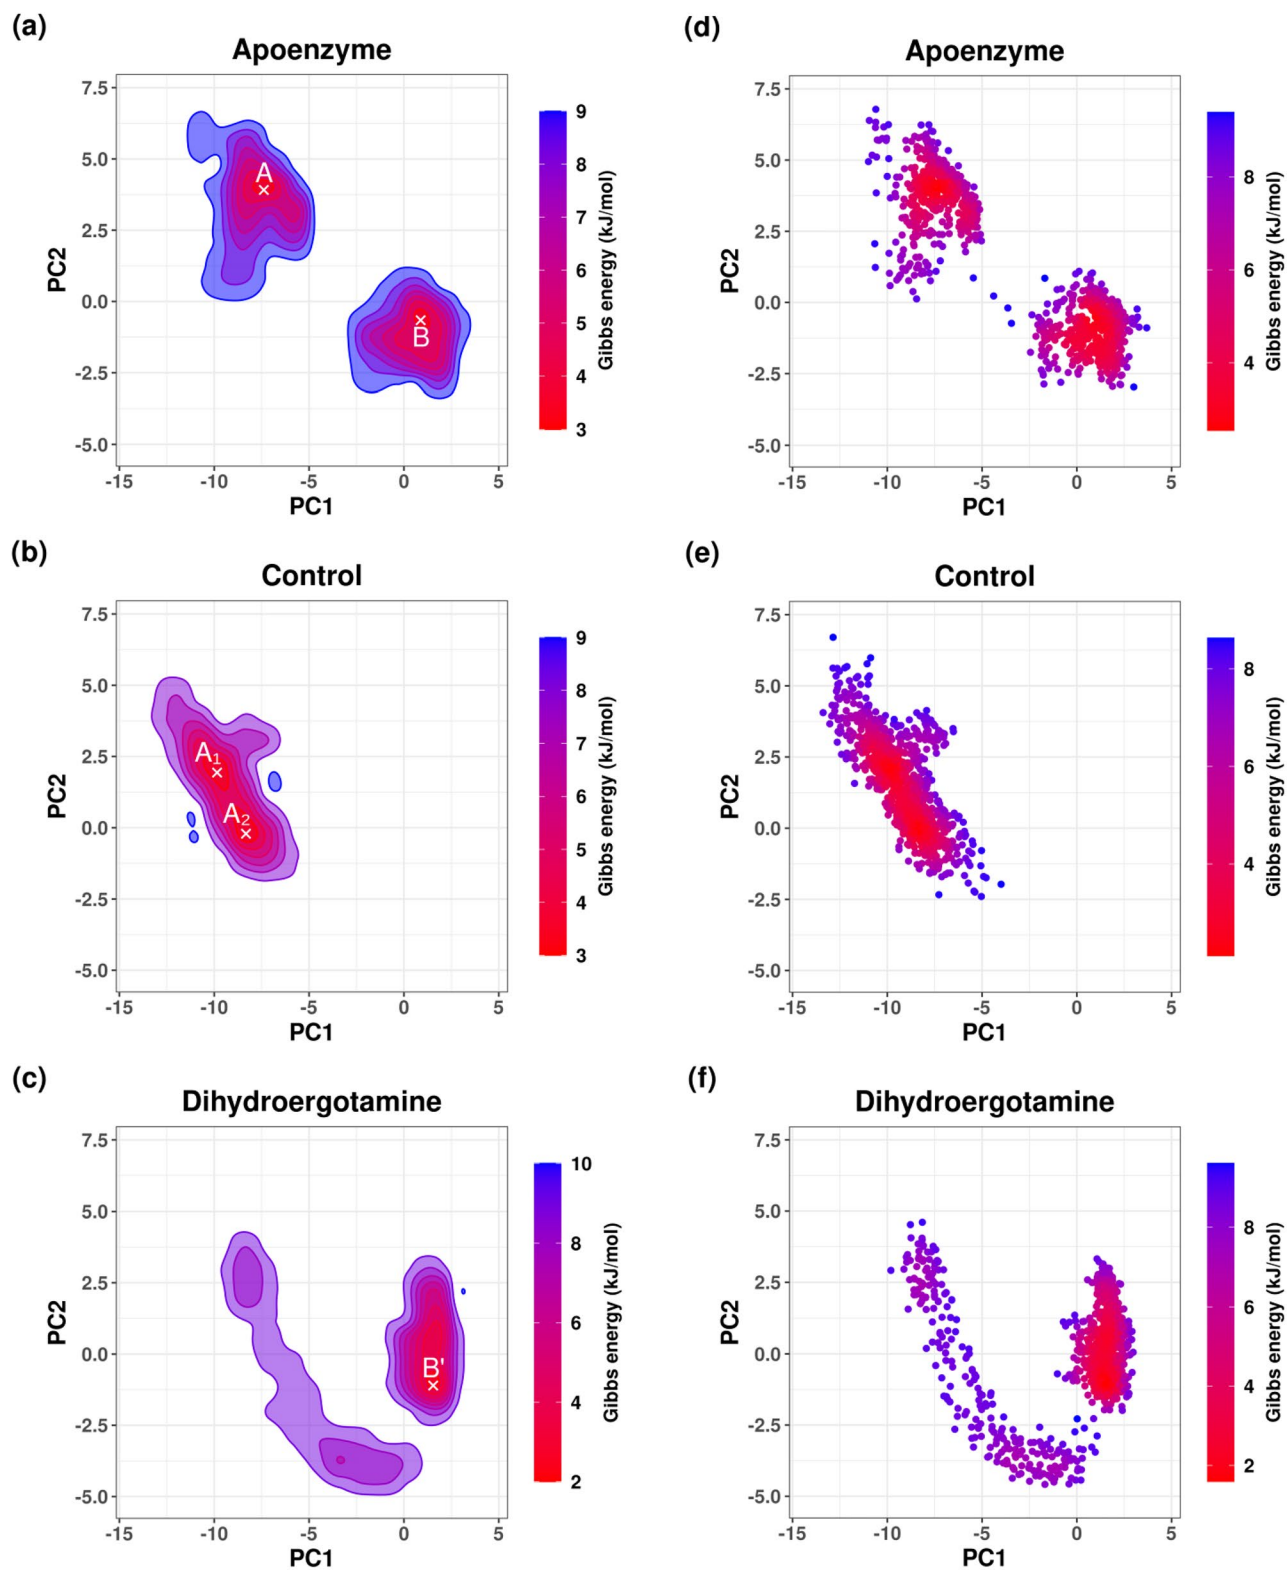 (a)
Apoenzyme
7.5
5.0
2.5
0.0
-2.5
-5.0
PC2
A
B
-15 -10 -5 0 5
PC1
9
8
7
6
5
4
3
Gibbs energy (kJ/mol)
(d)
Apoenzyme
7.5
5.0
2.5
0.0
-2.5
-5.0
PC2
-15 -10 -5 0 5
PC1
8
6
4
Gibbs energy (kJ/mol)
(b)
Control
7.5
5.0
2.5
0.0
-2.5
-5.0
PC2
A1
A2
-15 -10 -5 0 5
PC1
9
8
7
6
5
4
3
Gibbs energy (kJ/mol)
(e)
Control
7.5
5.0
2.5
0.0
-2.5
-5.0
PC2
-15 -10 -5 0 5
PC1
8
6
4
Gibbs energy (kJ/mol)
(c)
Dihydroergotamine
7.5
5.0
2.5
0.0
-2.5
-5.0
PC2
B'
-15 -10 -5 0 5
PC1
10
8
6
4
2
Gibbs energy (kJ/mol)
(f)
Dihydroergotamine
7.5
5.0
2.5
0.0
-2.5
-5.0
PC2
-15 -10 -5 0 5
PC1
8
6
4
2
Gibbs energy (kJ/mol)